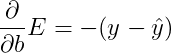 ∂/∂b E = −(y − ŷ)